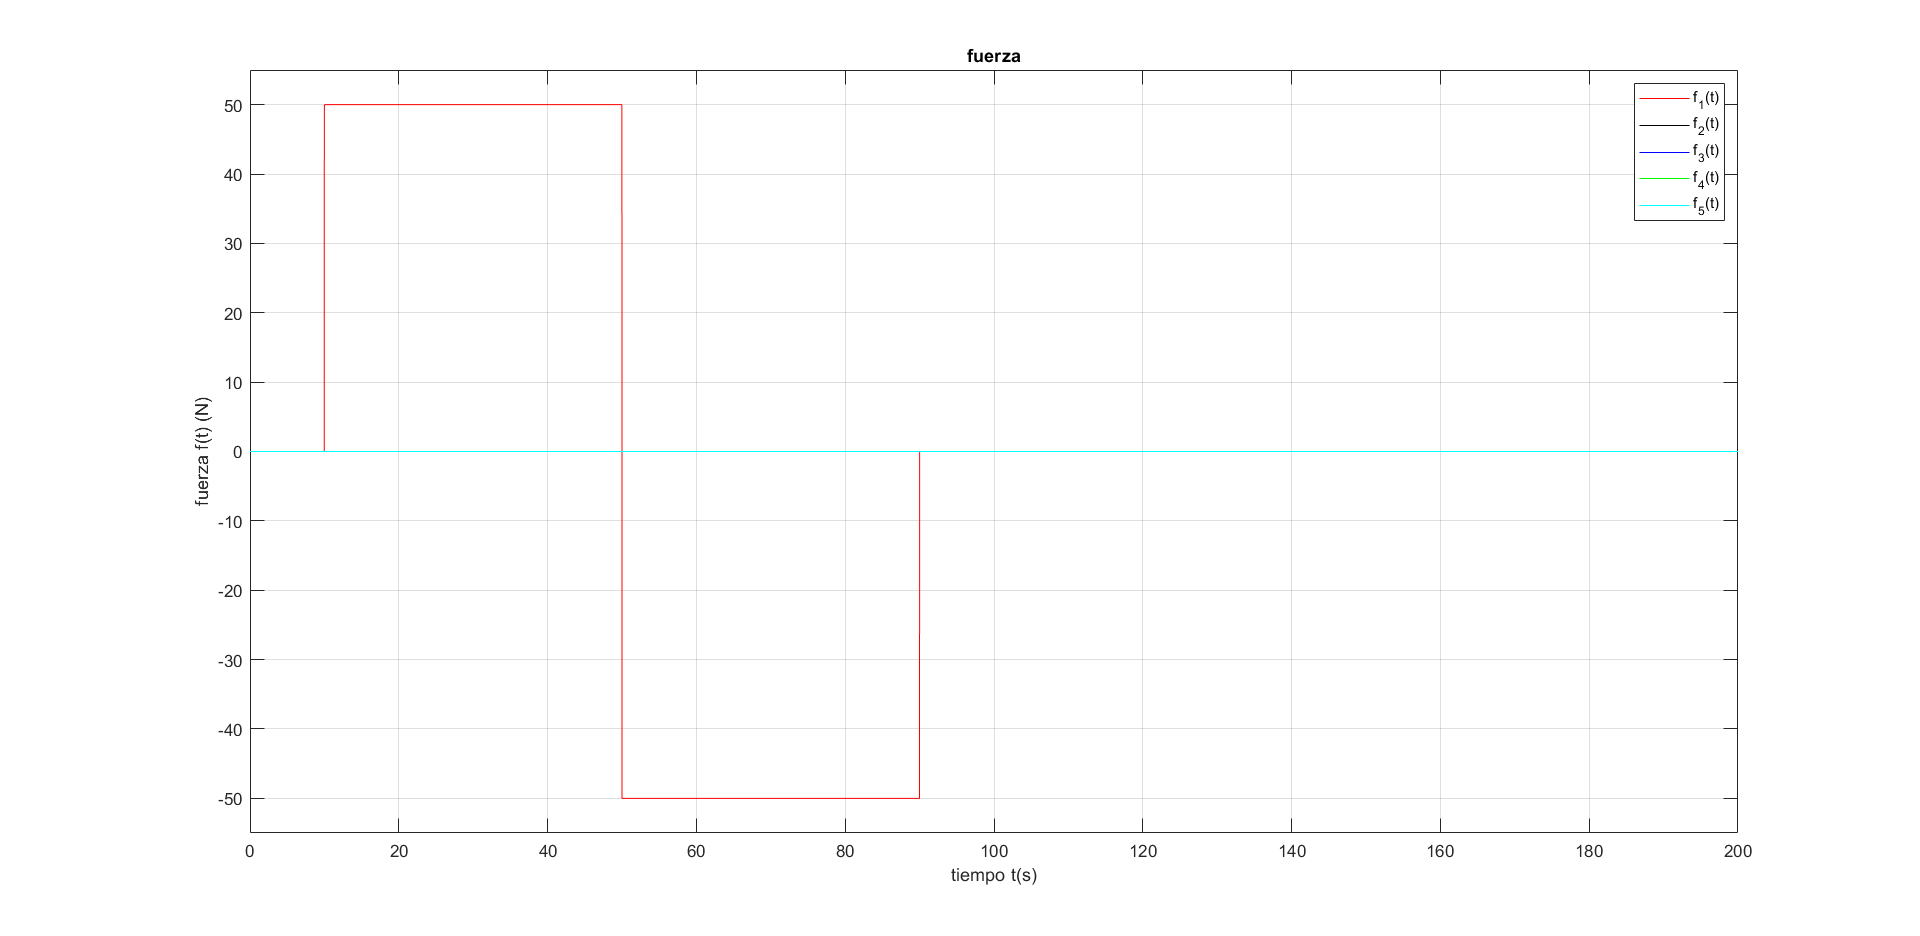 fuerza
f₁(t)
f₂(t)
f₃(t)
f₄(t)
f₅(t)
fuerza f(t) (N)
50
40
30
20
10
0
-10
-20
-30
-40
-50
0 20 40 60 80 100 120 140 160 180 200
tiempo t(s)